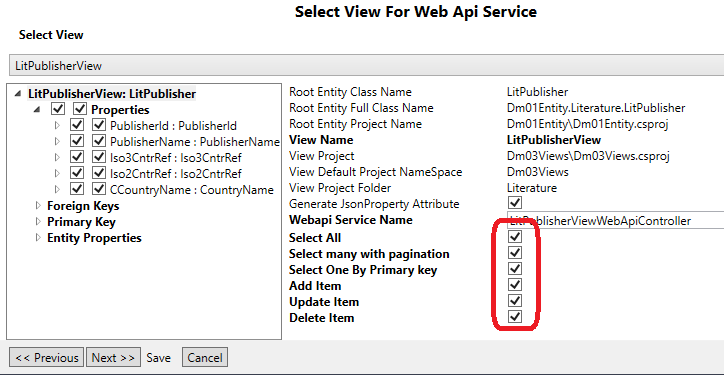 Select View For Web Api Service
Select View
LitPublisherView
LitPublisherView: LitPublisher
Properties
PublisherId : PublisherId
PublisherName : PublisherName
Iso3CntrRef : Iso3CntrRef
Iso2CntrRef : Iso2CntrRef
CCountryName : CountryName
Foreign Keys
Primary Key
Entity Properties
Root Entity Class Name LitPublisher
Root Entity Full Class Name Dm01Entity.Literature.LitPublisher
Root Entity Project Name Dm01Entity\Dm01Entity.csproj
View Name LitPublisherView
View Project Dm03Views\Dm03Views.csproj
View Default Project NameSpace Dm03Views
View Project Folder Literature
Generate JsonProperty Attribute
Webapi Service Name LitPublisherViewWebApiController
Select All
Select many with pagination
Select One By Primary key
Add Item
Update Item
Delete Item
<< Previous Next >> Save Cancel